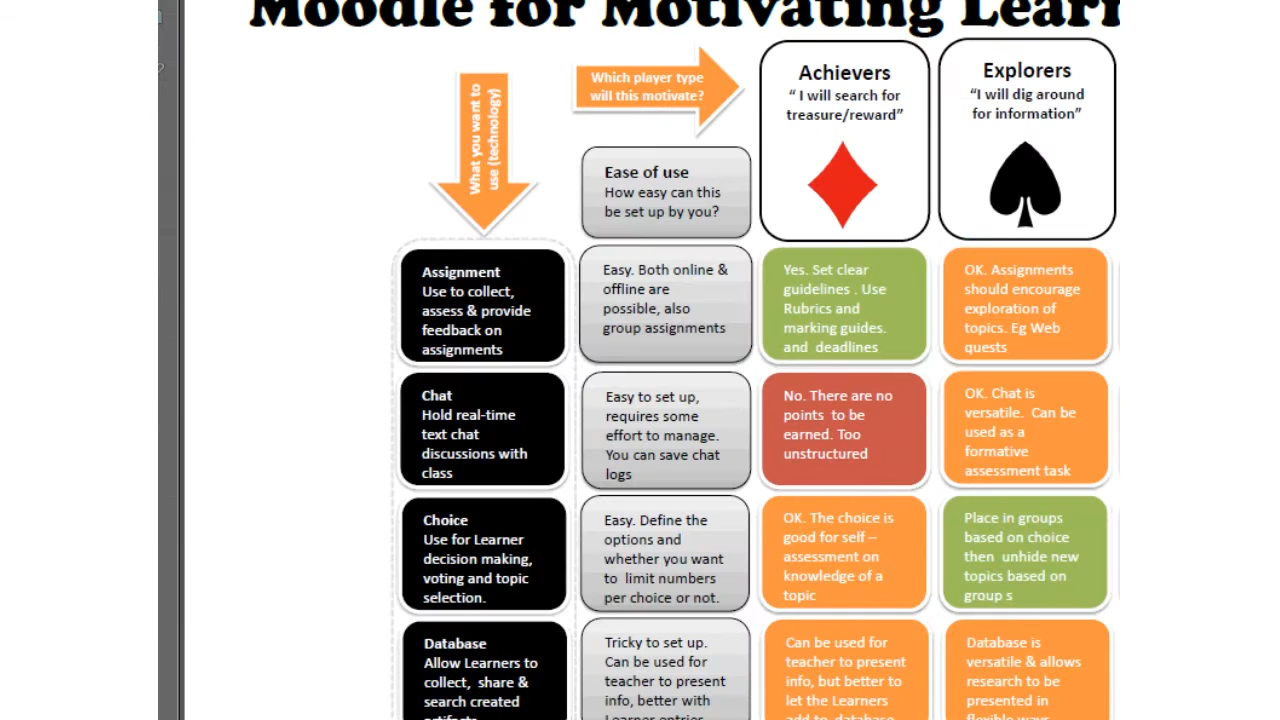 Moodle for Motivating Lear
Which player type
will this motivate?
What you want to
use (technology)
Achievers
“ I will search for
treasure/reward”
Explorers
“I will dig around
for information”
Ease of use
How easy can this
be set up by you?
Assignment
Use to collect,
assess & provide
feedback on
assignments
Easy. Both online &
offline are
possible, also
group assignments
Yes. Set clear
guidelines . Use
Rubrics and
marking guides.
and deadlines
OK. Assignments
should encourage
exploration of
topics. Eg Web
quests
Chat
Hold real-time
text chat
discussions with
class
Easy to set up,
requires some
effort to manage.
You can save chat
logs
No. There are no
points to be
earned. Too
unstructured
OK. Chat is
versatile. Can be
used as a
formative
assessment task
Choice
Use for Learner
decision making,
voting and topic
selection.
Easy. Define the
options and
whether you want
to limit numbers
per choice or not.
OK. The choice is
good for self –
assessment on
knowledge of a
topic
Place in groups
based on choice
then unhide new
topics based on
group s
Database
Allow Learners to
collect, share &
search created
artifacts
Tricky to set up.
Can be used for
teacher to present
info, better with
Learner entries
Can be used for
teacher to present
info, but better to
let the Learners
add to database
Database is
versatile & allows
research to be
presented in
flexible ways